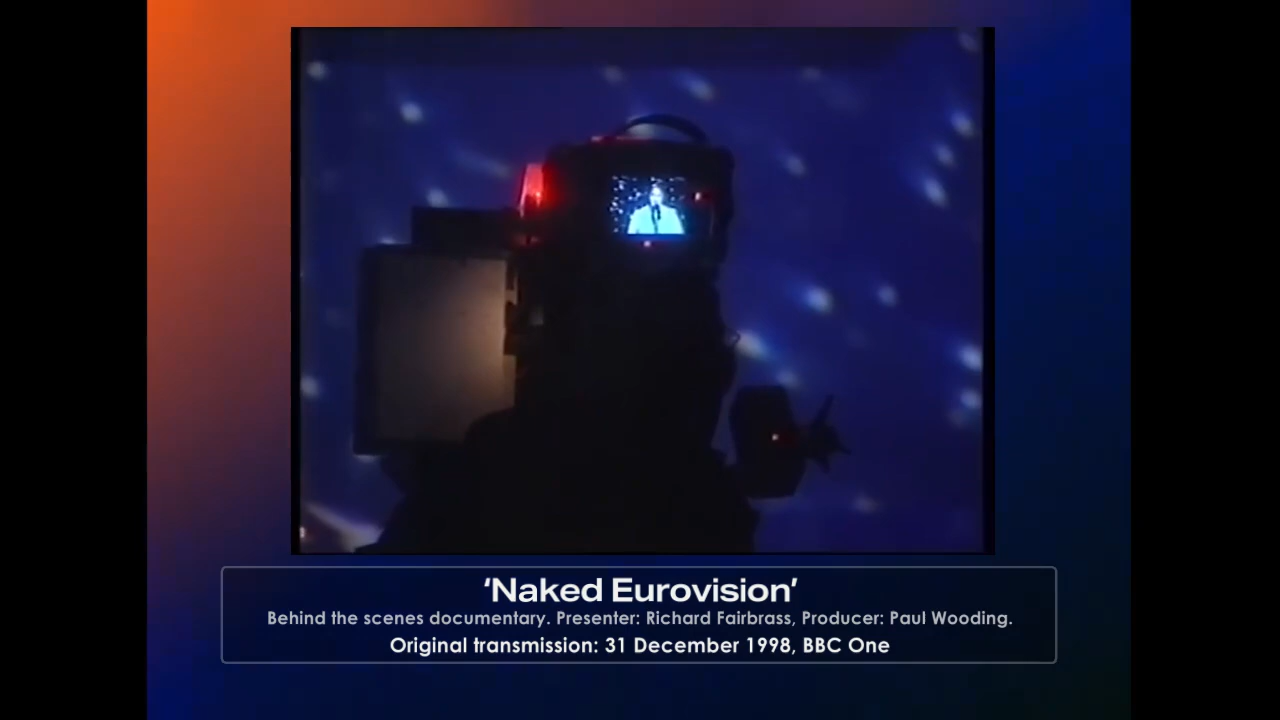 ‘Naked Eurovision’
Behind the scenes documentary. Presenter: Richard Fairbrass, Producer: Paul Wooding.
Original transmission: 31 December 1998, BBC One